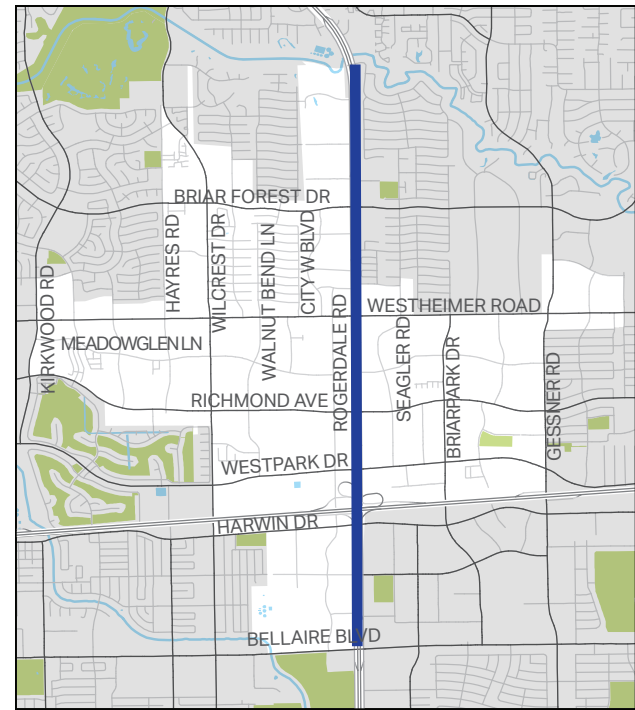 BRIAR FOREST DR
HAYRES RD
WILCREST DR
WALNUT BEND LN
CITY W BLVD
KIRKWOOD RD
WESTHEIMER ROAD
MEADOWGLEN LN
ROGERDALE RD
SEAGLER RD
BRIARPARK DR
GESSNER RD
RICHMOND AVE
WESTPARK DR
HARWIN DR
BELLAIRE BLVD